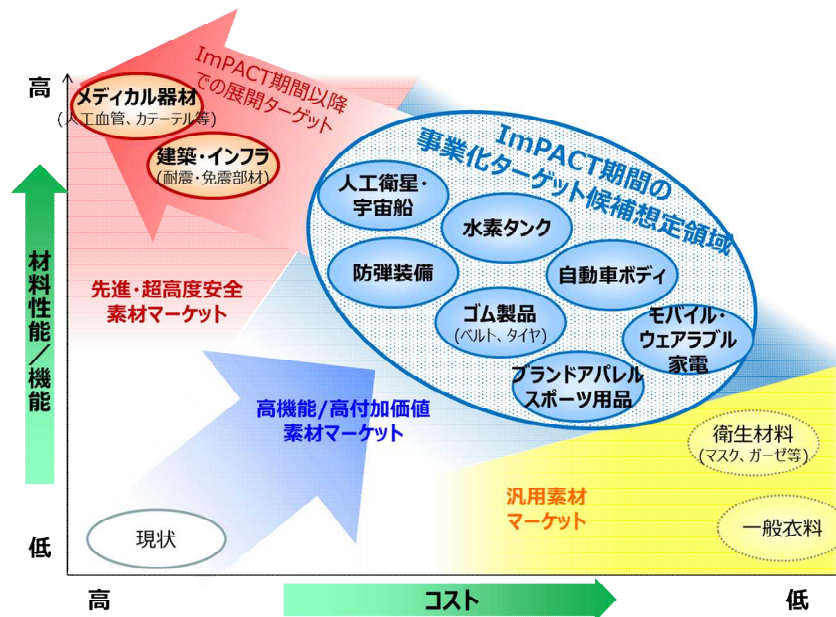 高
メディカル器材
(人工血管、カテーテル等)
建築・インフラ
(耐震・免震部材)
ImPACT期間以降
での展開ターゲット
先進・超高度安全
素材マーケット
ImPACT期間の
事業化ターゲット候補想定領域
人工衛星・
宇宙船
水素タンク
防弾装備
自動車ボディ
ゴム製品
(ベルト、タイヤ)
モバイル・
ウェアラブル
家電
ブランドアパレル
スポーツ用品
材料性能/機能
高機能/高付加価値
素材マーケット
衛生材料
(マスク、ガーゼ等)
汎用素材
マーケット
一般衣料
現状
低
高
コスト
低